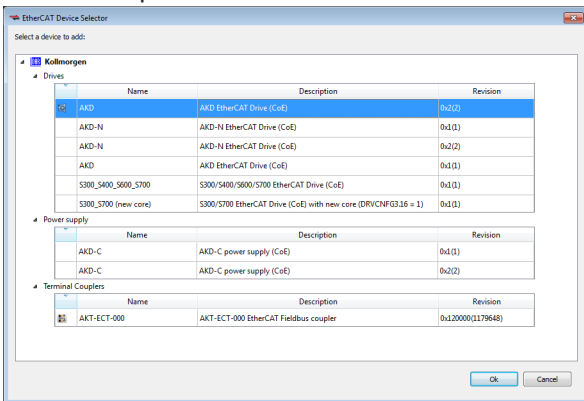 EtherCAT Device Selector
Select a device to add:
Kollmorgen
Drives
Name Description Revision
AKD AKD EtherCAT Drive (CoE) 0x2(2)
AKD-N AKD-N EtherCAT Drive (CoE) 0x1(1)
AKD-N AKD-N EtherCAT Drive (CoE) 0x2(2)
AKD AKD EtherCAT Drive (CoE) 0x1(1)
S300_S400_S600_S700 S300/S400/S600/S700 EtherCAT Drive (CoE) 0x1(1)
S300_S700 (new core) S300/S700 EtherCAT Drive (CoE) with new core (DRVCNFG3.16 = 1) 0x1(1)
Power supply
Name Description Revision
AKD-C AKD-C power supply (CoE) 0x1(1)
AKD-C AKD-C power supply (CoE) 0x2(2)
Terminal Couplers
Name Description Revision
AKT-ECT-000 AKT-ECT-000 EtherCAT Fieldbus coupler 0x120000(1179648)
Ok Cancel